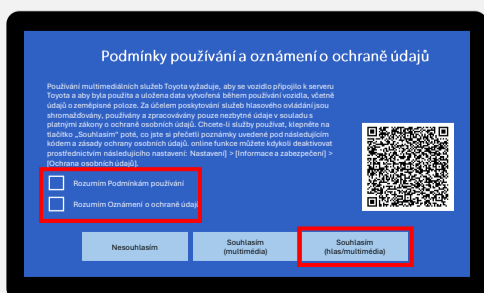 Podmínky používání a oznámení o ochraně údajů
Používání multimediálních služeb Toyota vyžaduje, aby se vozidlo připojilo k serveru
Toyota a aby byla použita a uložena data vytvořená během používání vozidla, včetně
údajů o zeměpisné poloze. Za účelem poskytování služeb hlasového ovládání jsou
shromažďovány, používány a zpracovávány pouze nezbytné údaje v souladu s
platnými zákony o ochraně osobních údajů. Chcete-li služby používat, klepněte na
tlačítko „Souhlasím" poté, co jste si přečetli poznámky uvedené pod následujícím
kódem a zásady ochrany osobních údajů. online funkce můžete kdykoli deaktivovat
prostřednictvím následujícího nastavení: Nastavení] > [Informace a zabezpečení] >
[Ochrana osobních údajů].
Rozumím Podmínkám používání
Rozumím Oznámení o ochraně údajů
Nesouhlasím
Souhlasím
(multimédia)
Souhlasím
(hlas/multimédia)